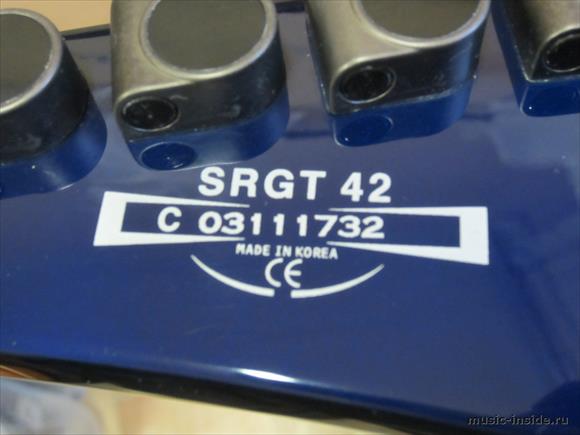 SRGT 42
C 03111732
MADE IN KOREA
CE
music-inside.ru